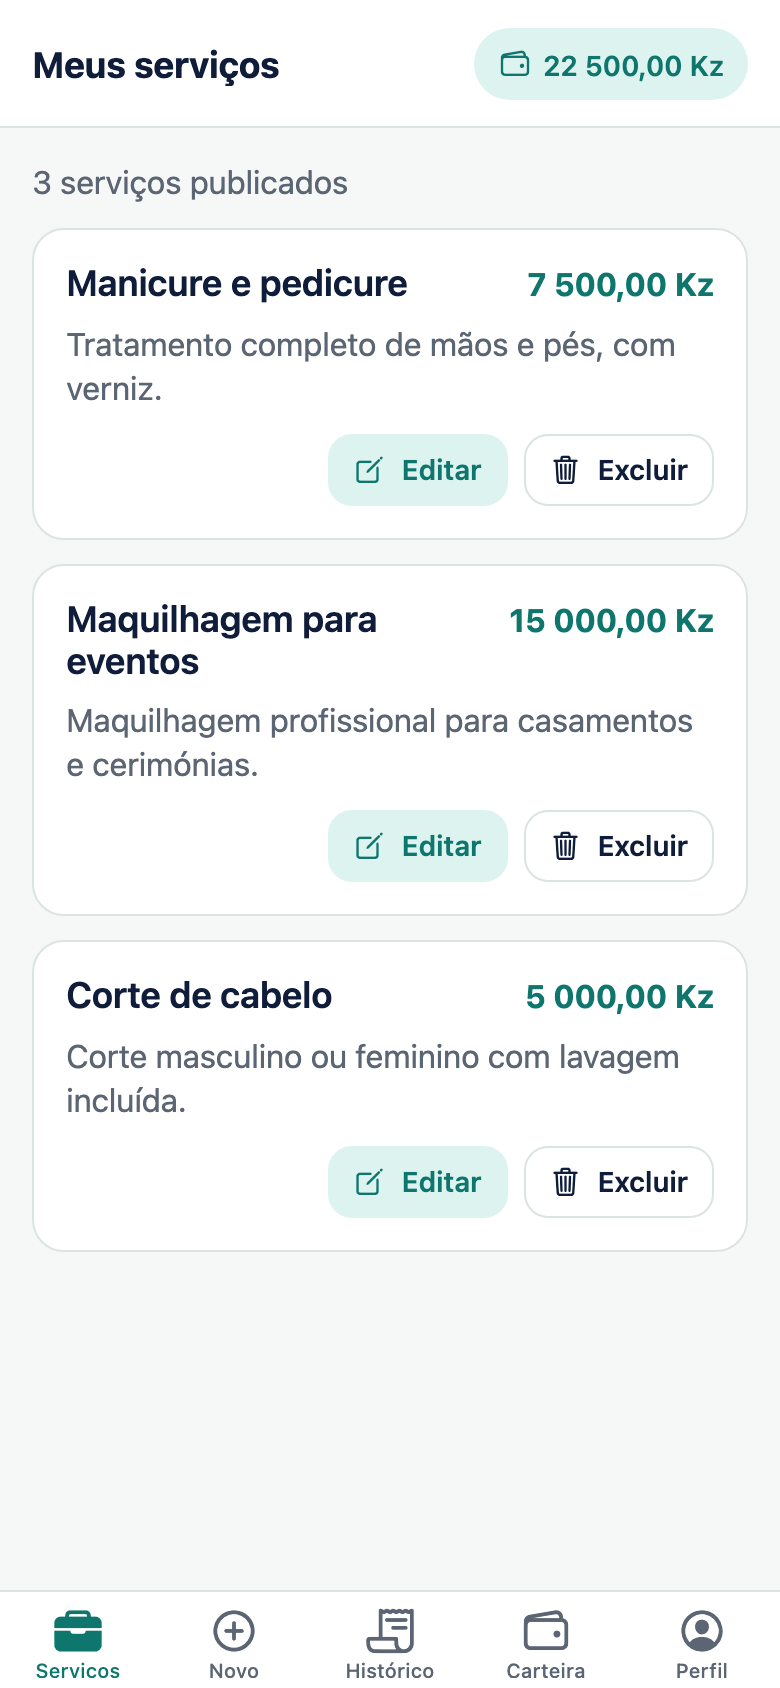 Meus serviços
22 500,00 Kz
3 serviços publicados
Manicure e pedicure
7 500,00 Kz
Tratamento completo de mãos e pés, com
verniz.
Editar
Excluir
Maquilhagem para
eventos
15 000,00 Kz
Maquilhagem profissional para casamentos
e cerimónias.
Editar
Excluir
Corte de cabelo
5 000,00 Kz
Corte masculino ou feminino com lavagem
incluída.
Editar
Excluir
Servicos
Novo
Histórico
Carteira
Perfil